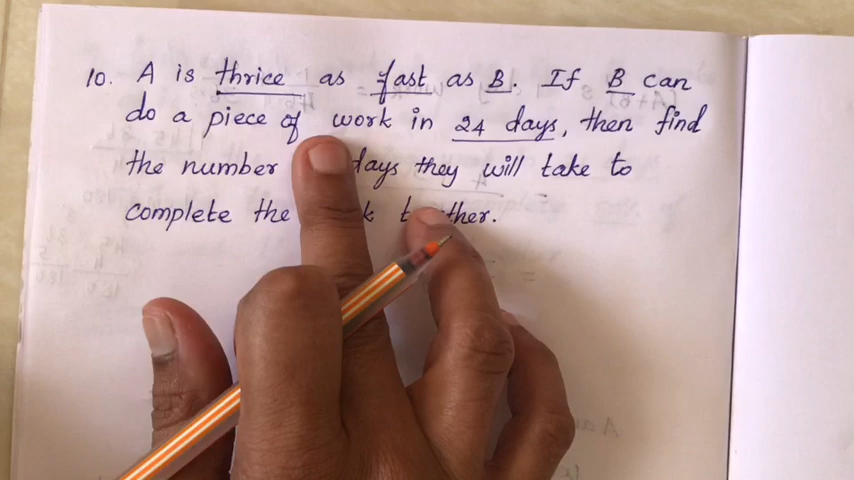 10. A is thrice as fast as B. If B can
do a piece of work in 24 days, then find
the number days they will take to
complete the